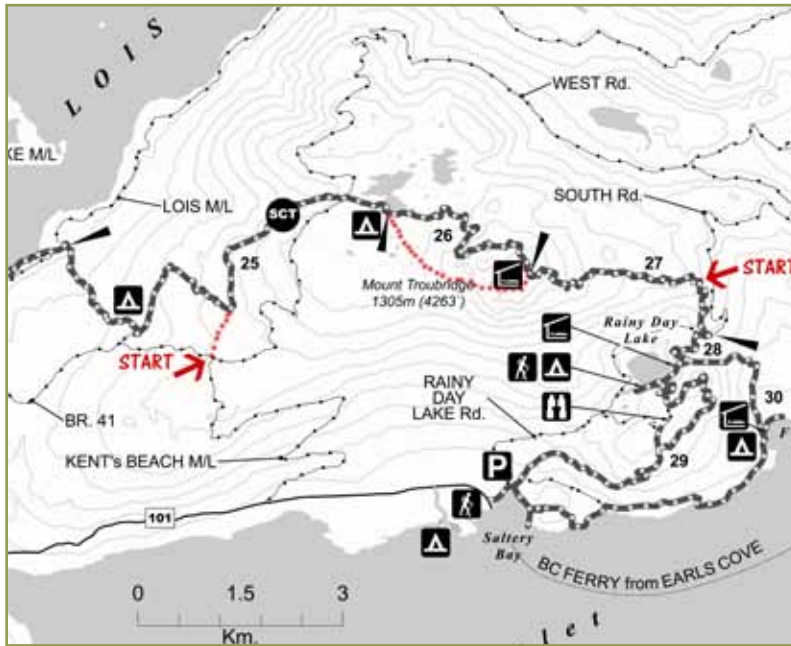 LOIS
WEST Rd.
KE M/L
LOIS M/L
SOUTH Rd.
SCT
25
26
27
START
Mount Troubridge
1305m (4263')
Rainy Day
Lake
28
START
RAINY
DAY
LAKE Rd.
30
F
BR. 41
KENT's BEACH M/L
29
P
101
Saltery
Bay
BC FERRY from EARLS COVE
0 1.5 3
Km.
let